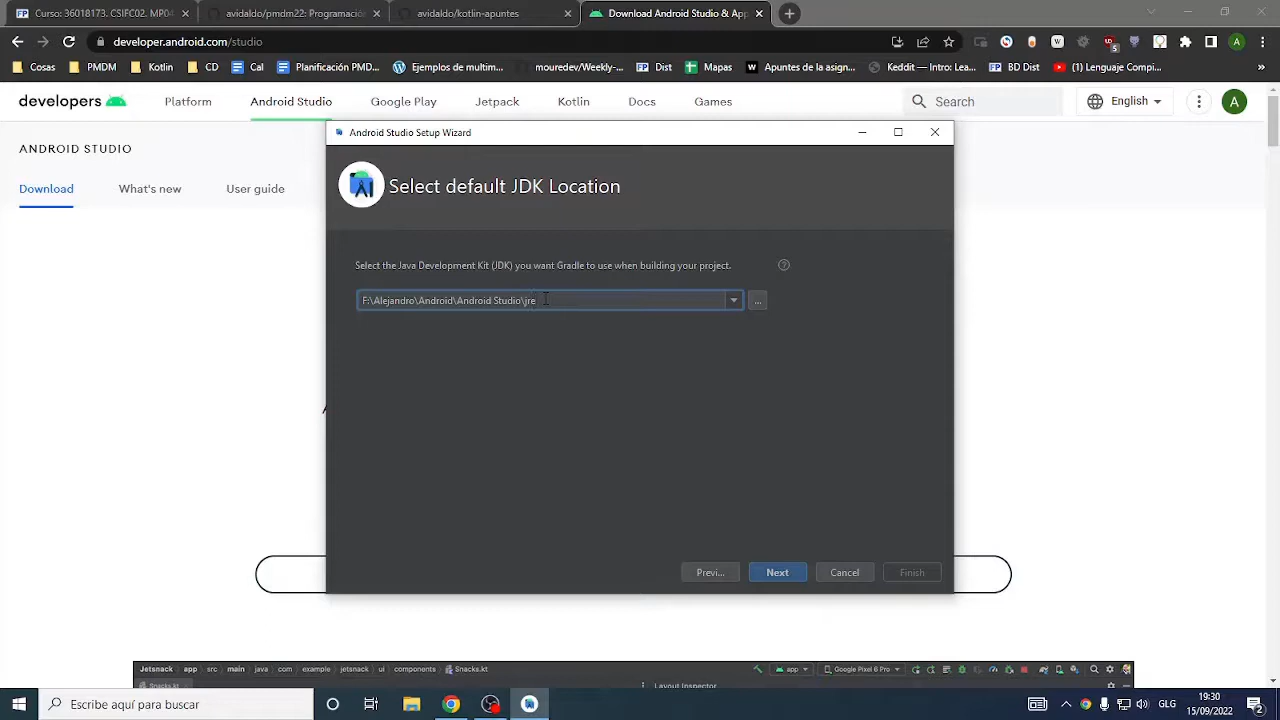 Curso: 36018173. CSIFC02. MP04
avidaldo/pmdm22: Programación
avidaldo/kotlin-apuntes
Download Android Studio & App
developer.android.com/studio
A
Cosas
PMDM
Kotlin
CD
Cal
Planificación PMD...
Ejemplos de multim...
mouredev/Weekly-...
Dist
Mapas
Apuntes de la asign...
Keddit — Intro: Lea...
BD Dist
(1) Lenguaje Compi...
»
developers
Platform
Android Studio
Google Play
Jetpack
Kotlin
Docs
Games
Search
English
A
ANDROID STUDIO
Download
What's new
User guide
Android Studio Setup Wizard
Select default JDK Location
Select the Java Development Kit (JDK) you want Gradle to use when building your project.
?
F:\Alejandro\Android\Android Studio\jre
...
Previ...
Next
Cancel
Finish
Jetsnack
app
src
main
java
com
example
jetsnack
ui
components
Snacks.kt
app
Google Pixel 6 Pro
Snacks.kt
Layout Inspector
Escribe aquí para buscar
GLG
19:30
15/09/2022
2